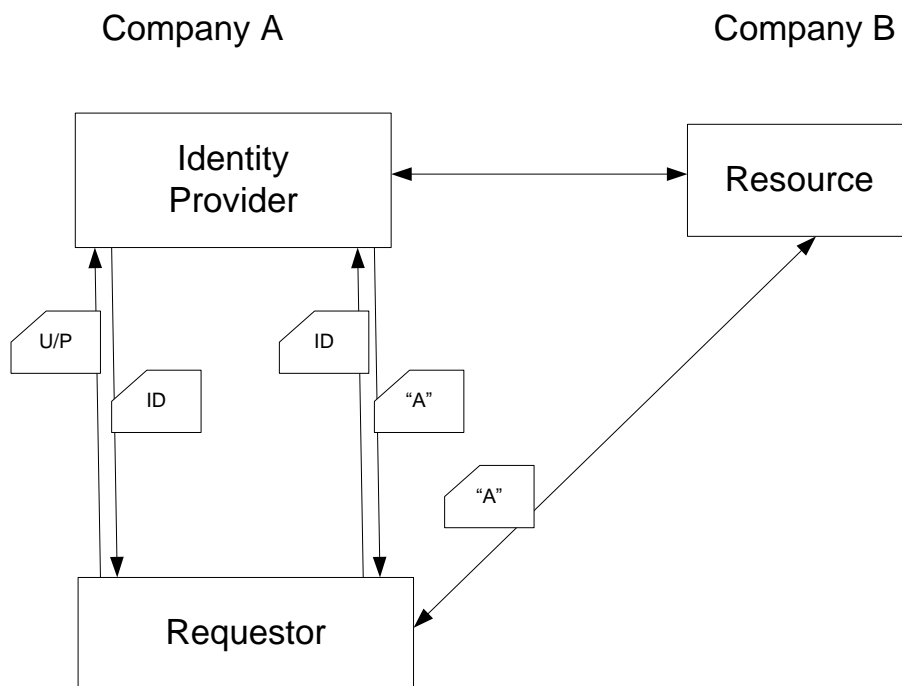 Company A
Company B
Identity
Provider
Resource
U/P
ID
ID
“A”
“A”
Requestor